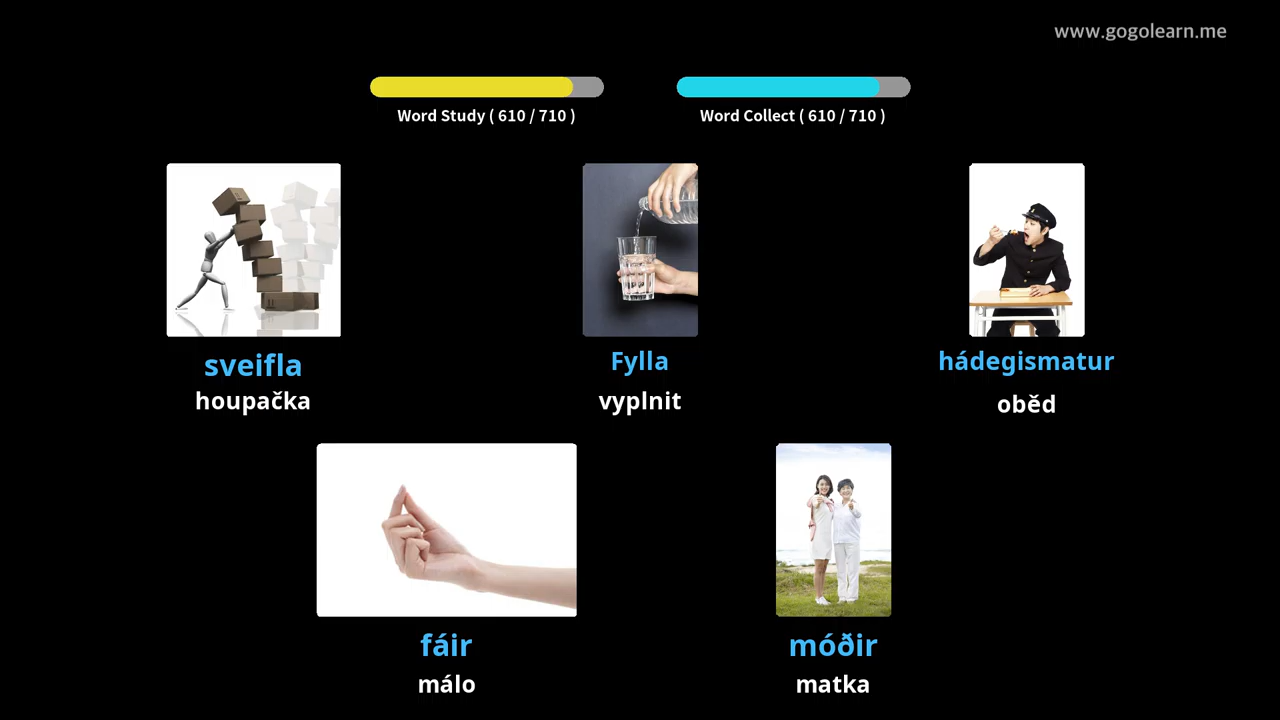 www.gogolearn.me
Word Study ( 610 / 710 )
Word Collect ( 610 / 710 )
sveifla
houpačka
Fylla
vyplnit
hádegismatur
oběd
fáir
málo
móðir
matka